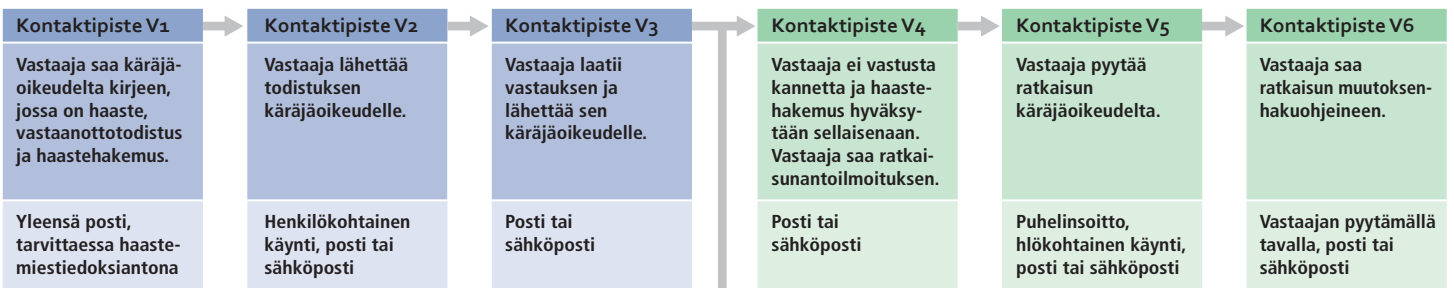 Kontaktipiste V1
Vastaaja saa käräjä-
oikeudelta kirjeen,
jossa on haaste,
vastaanottotodistus
ja haastehakemus.
Yleensä posti,
tarvittaessa haaste-
miestiedoksiantona
Kontaktipiste V2
Vastaaja lähettää
todistuksen
käräjäoikeudelle.
Henkilökohtainen
käynti, posti tai
sähköposti
Kontaktipiste V3
Vastaaja laatii
vastauksen ja
lähettää sen
käräjäoikeudelle.
Posti tai
sähköposti
Kontaktipiste V4
Vastaaja ei vastusta
kannetta ja haaste-
hakemus hyväksy-
tään sellaisenaan.
Vastaaja saa ratkai-
sunantoilmoituksen.
Posti tai
sähköposti
Kontaktipiste V5
Vastaaja pyytää
ratkaisun
käräjäoikeudelta.
Puhelinsoitto,
hlökohtainen käynti,
posti tai sähköposti
Kontaktipiste V6
Vastaaja saa
ratkaisun muutoksen-
hakuohjeineen.
Vastaajan pyytämällä
tavalla, posti tai
sähköposti